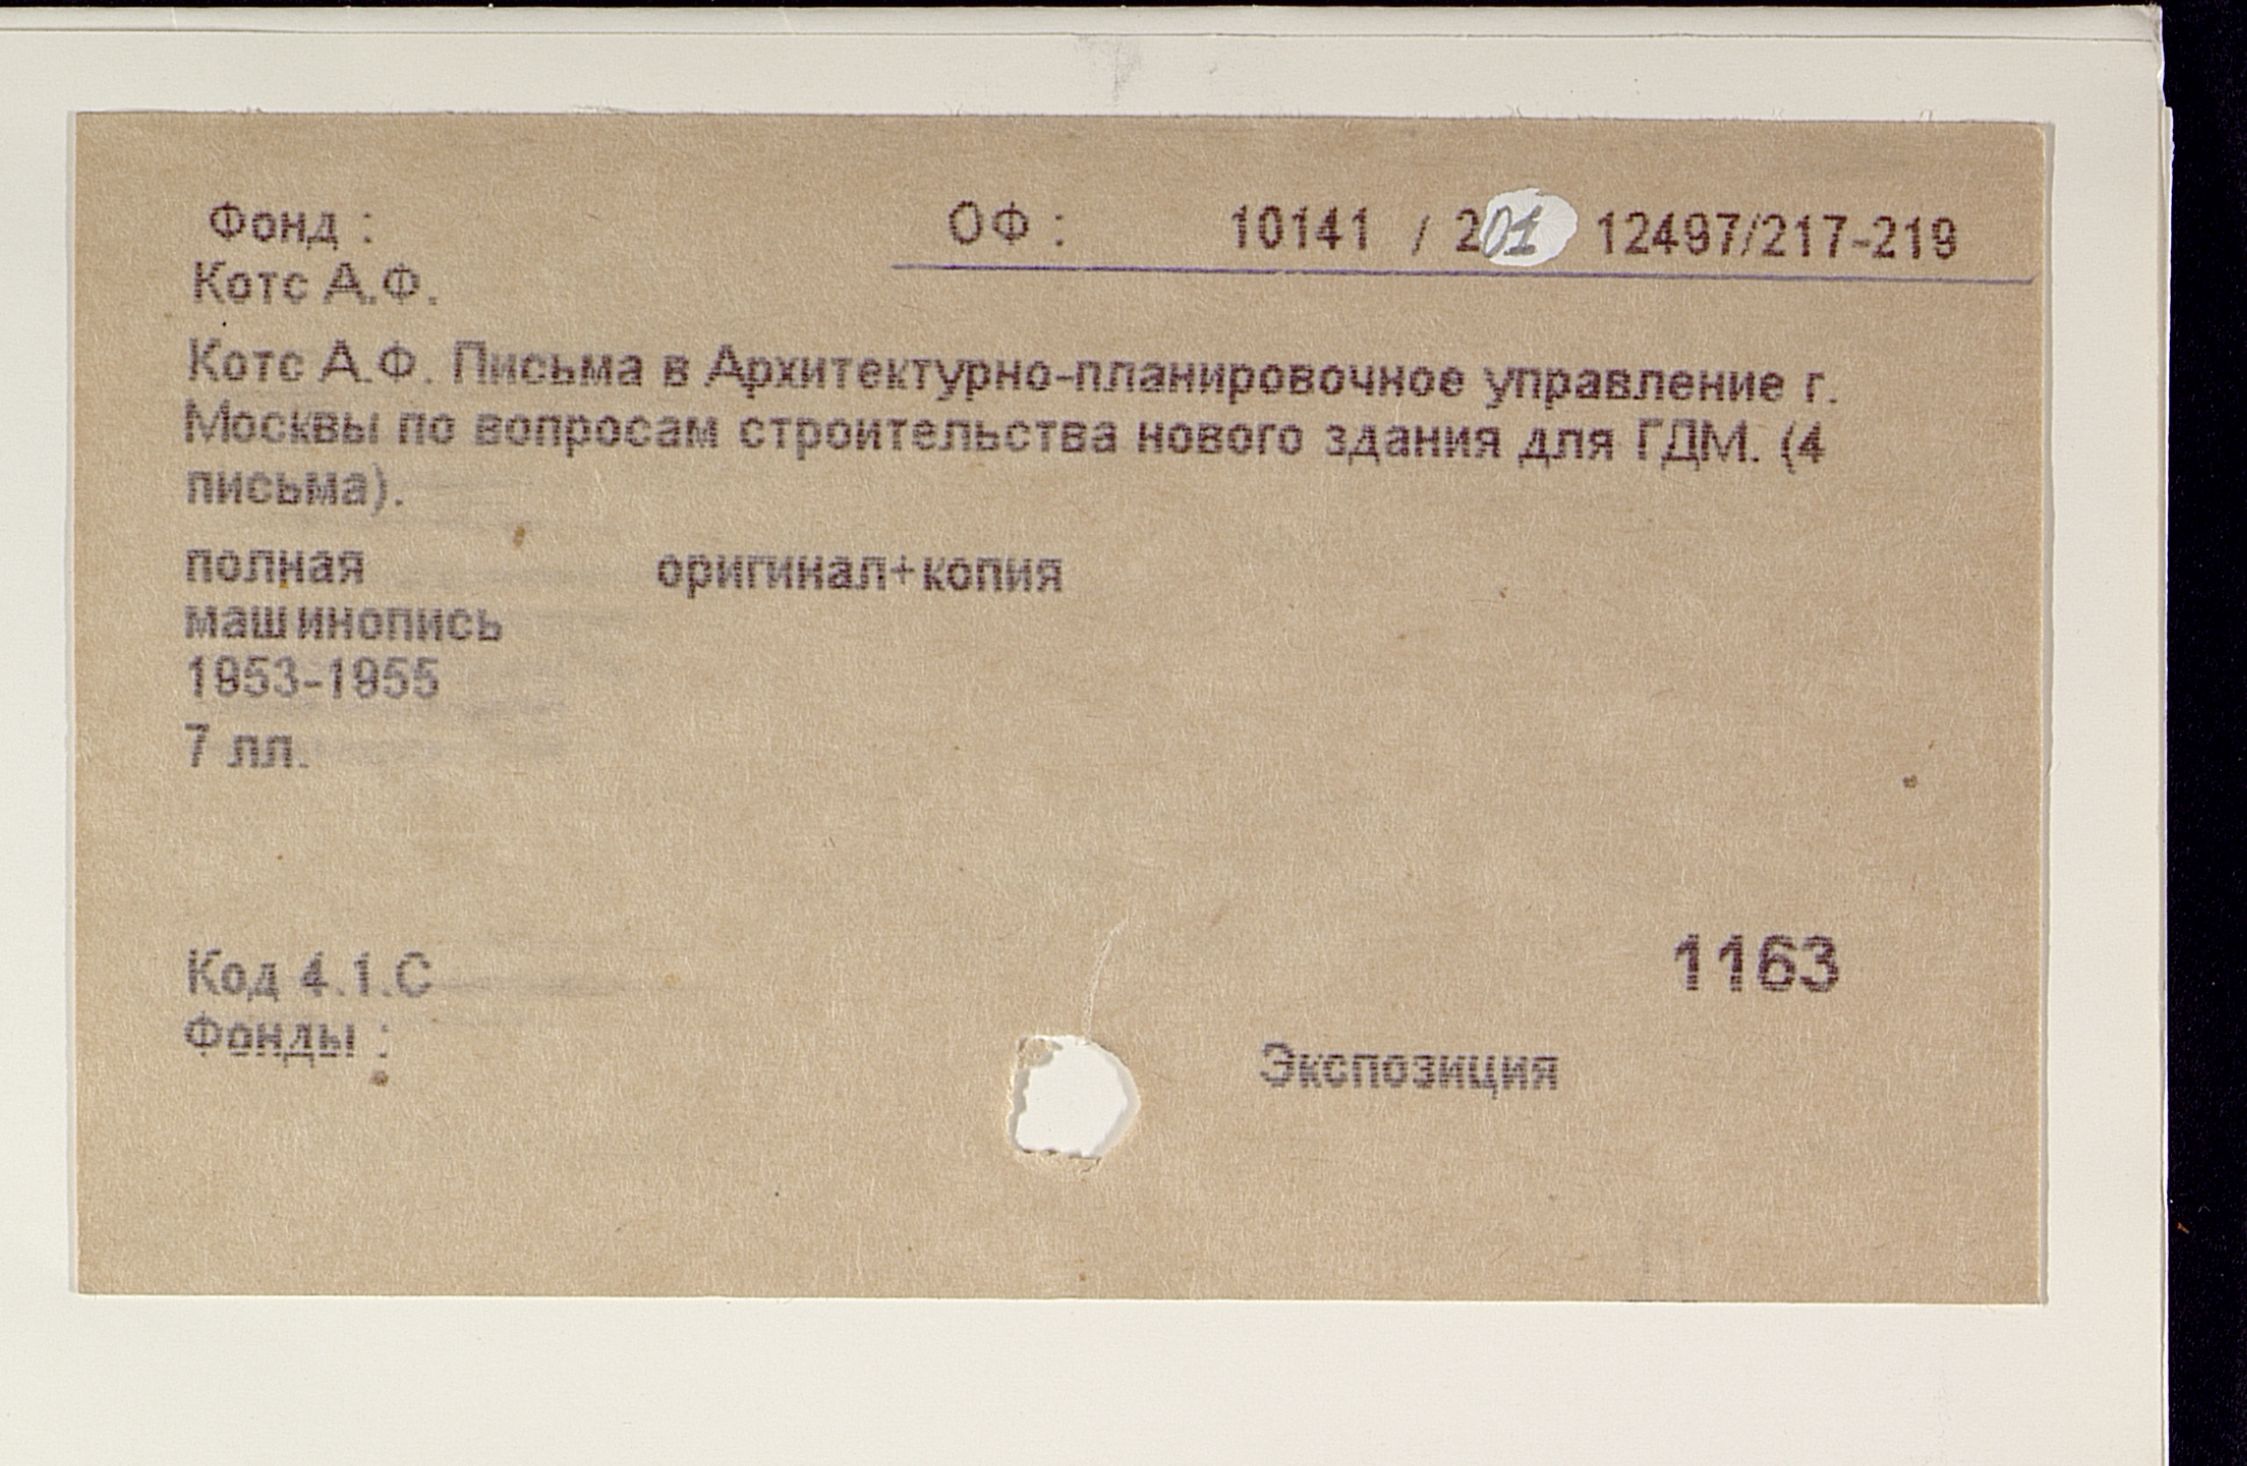 Фонд : ОФ : 10141 / 201 12497/217-219
Котс А.Ф.
Котс А.Ф. Письма в Архитектурно-планировочное управление г.
Москвы по вопросам строительства нового здания для ГДМ. (4
письма).
полная оригинал+копия
машинопись
1953-1955
7 лл.
Код 4.1.С 1163
Фонды : Экспозиция